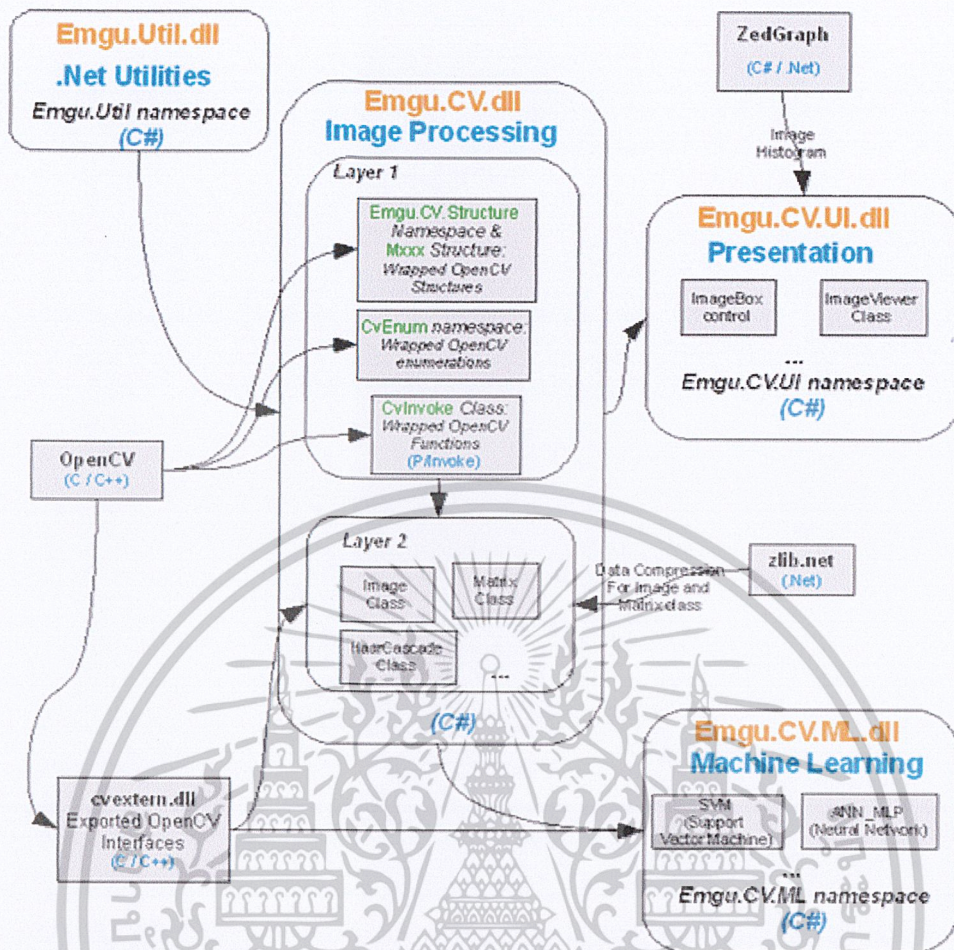 Emgu.Util.dll
.Net Utilities
Emgu.Util namespace
(C#)
ZedGraph
(C# / .Net)
Image
Histogram
Emgu.CV.dll
Image Processing
Layer 1
Emgu.CV.Structure
Namespace &
Mxxx Structure:
Wrapped OpenCV
Structures
CvEnum namespace:
Wrapped OpenCV
enumerations
CvInvoke Class:
Wrapped OpenCV
Functions
(P/Invoke)
Emgu.CV.UI.dll
Presentation
ImageBox
control
ImageViewer
Class
...
Emgu.CV.UI namespace
(C#)
OpenCV
(C / C++)
Layer 2
Image
Class
Matrix
Class
HaarCascade
Class
...
(C#)
Data Compression
For Image and
Matrix class
zlib.net
(.Net)
cvextern.dll
Exported OpenCV
Interfaces
(C / C++)
Emgu.CV.ML.dll
Machine Learning
SVM
(Support
Vector Machine)
ANN_MLP
(Neural Network)
...
Emgu.CV.ML namespace
(C#)